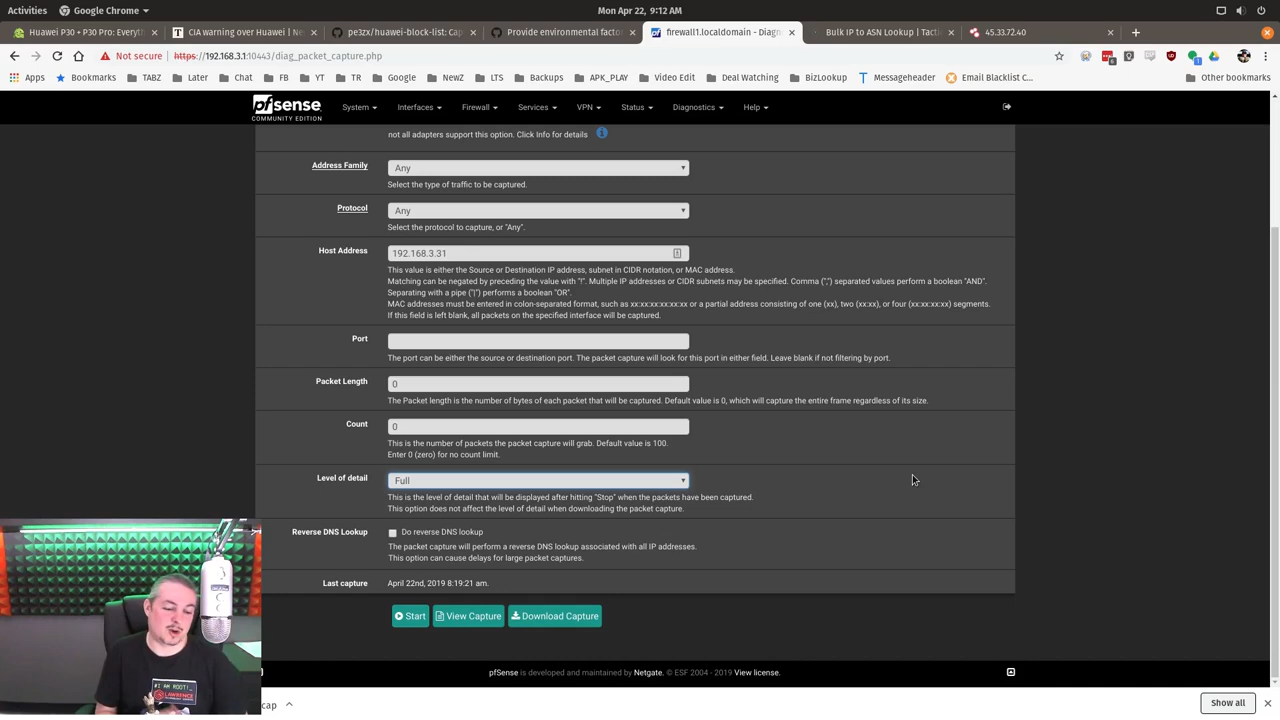 Activities
Google Chrome
Mon Apr 22, 9:12 AM
Huawei P30 + P30 Pro: Everyt
CIA warning over Huawei | Ne
pe3zx/huawei-block-list: Cap
Provide environmental factor
firewall1.localdomain - Diagn
Bulk IP to ASN Lookup | Tacti
45.33.72.40
Not secure
https://192.168.3.1:10443/diag_packet_capture.php
Apps
Bookmarks
TABZ
Later
Chat
FB
YT
TR
Google
NewZ
LTS
Backups
APK_PLAY
Video Edit
Deal Watching
BizLookup
Messageheader
Email Blacklist C...
Other bookmarks
pfsense
COMMUNITY EDITION
System
Interfaces
Firewall
Services
VPN
Status
Diagnostics
Help
not all adapters support this option. Click Info for details
Address Family
Any
Select the type of traffic to be captured.
Protocol
Any
Select the protocol to capture, or "Any".
Host Address
192.168.3.31
This value is either the Source or Destination IP address, subnet in CIDR notation, or MAC address.
Matching can be negated by preceding the value with "!". Multiple IP addresses or CIDR subnets may be specified. Comma (",") separated values perform a boolean "AND".
Separating with a pipe ("|") performs a boolean "OR".
MAC addresses must be entered in colon-separated format, such as xx:xx:xx:xx:xx:xx or a partial address consisting of one (xx), two (xx:xx), or four (xx:xx:xx:xx) segments.
If this field is left blank, all packets on the specified interface will be captured.
Port
The port can be either the source or destination port. The packet capture will look for this port in either field. Leave blank if not filtering by port.
Packet Length
0
The Packet length is the number of bytes of each packet that will be captured. Default value is 0, which will capture the entire frame regardless of its size.
Count
0
This is the number of packets the packet capture will grab. Default value is 100.
Enter 0 (zero) for no count limit.
Level of detail
Full
This is the level of detail that will be displayed after hitting "Stop" when the packets have been captured.
This option does not affect the level of detail when downloading the packet capture.
Reverse DNS Lookup
Do reverse DNS lookup
The packet capture will perform a reverse DNS lookup associated with all IP addresses.
This option can cause delays for large packet captures.
Last capture
April 22nd, 2019 8:19:21 am.
Start
View Capture
Download Capture
pfSense is developed and maintained by Netgate. © ESF 2004 - 2019 View license.
cap
Show all
#I AM ROOT!
LAWRENCE